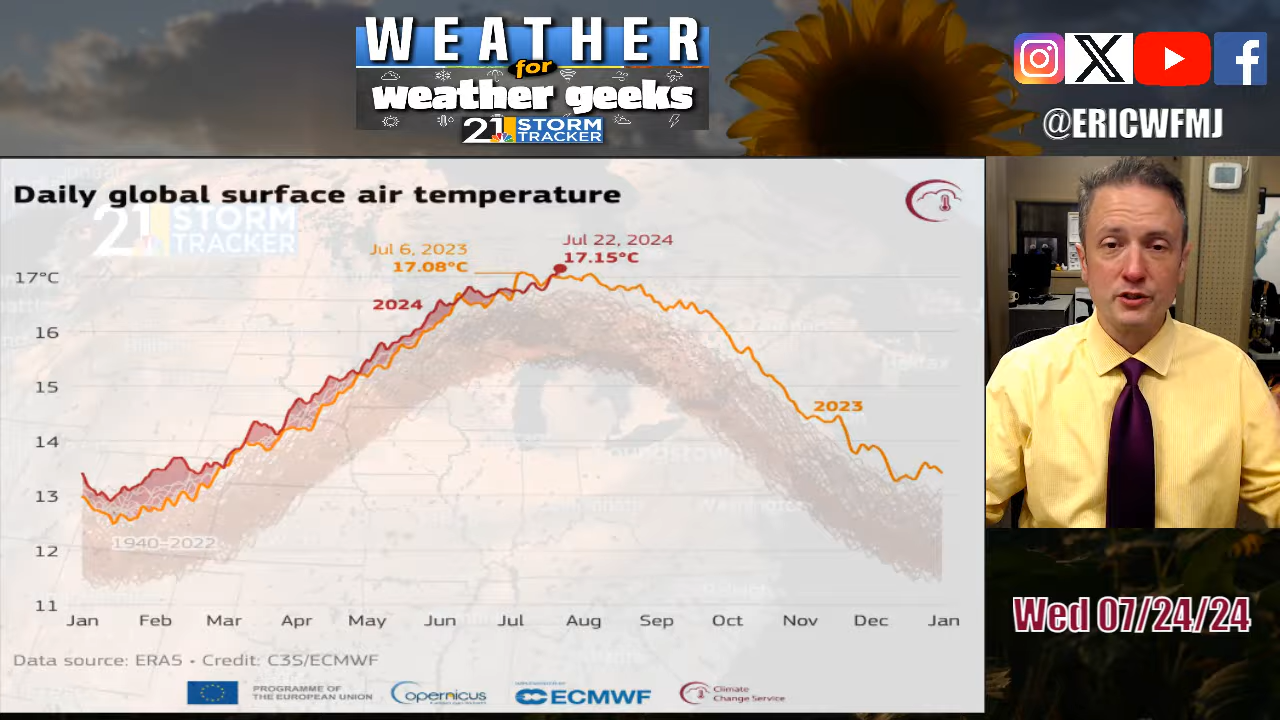 WEATHER
for
weather geeks
21 STORM
TRACKER
@ERICWFMJ
Daily global surface air temperature
21 STORM
TRACKER
Jul 6, 2023
17.08°C
Jul 22, 2024
17.15°C
2024
2023
1940-2022
17°C
16
15
14
13
12
11
Jan Feb Mar Apr May Jun Jul Aug Sep Oct Nov Dec Jan
Data source: ERA5 • Credit: C3S/ECMWF
PROGRAMME OF
THE EUROPEAN UNION
opernicus
ECMWF
Climate
Change Service
Wed 07/24/24